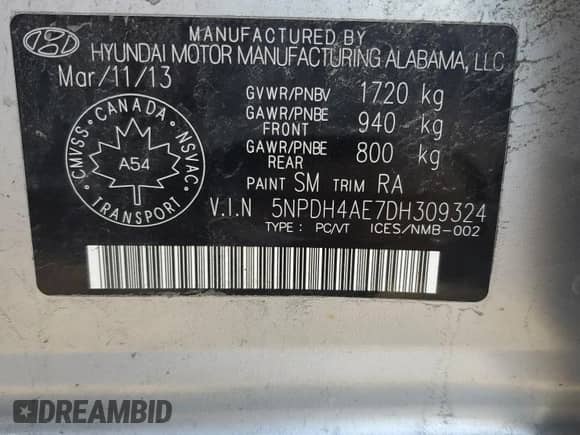 MANUFACTURED BY
HYUNDAI MOTOR MANUFACTURING ALABAMA, LLC
Mar/11/13
GVWR/PNBV 1720 kg
GAWR/PNBE FRONT 940 kg
GAWR/PNBE REAR 800 kg
CANADA
CMVSS NSVAC
A54
TRANSPORT
PAINT SM TRIM RA
V.I.N 5NPDH4AE7DH309324
TYPE: PC/VT ICES/NMB-002
DREAMBID